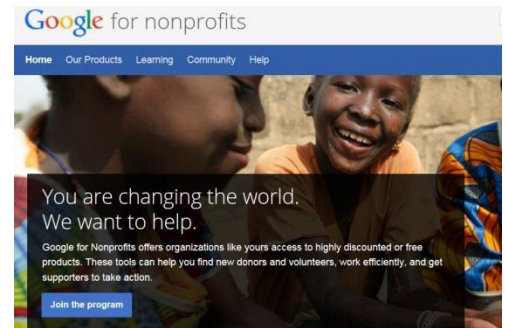 Google for nonprofits
Home Our Products Learning Community Help
You are changing the world.
We want to help.
Google for Nonprofits offers organizations like yours access to highly discounted or free
products. These tools can help you find new donors and volunteers, work efficiently, and get
supporters to take action.
Join the program